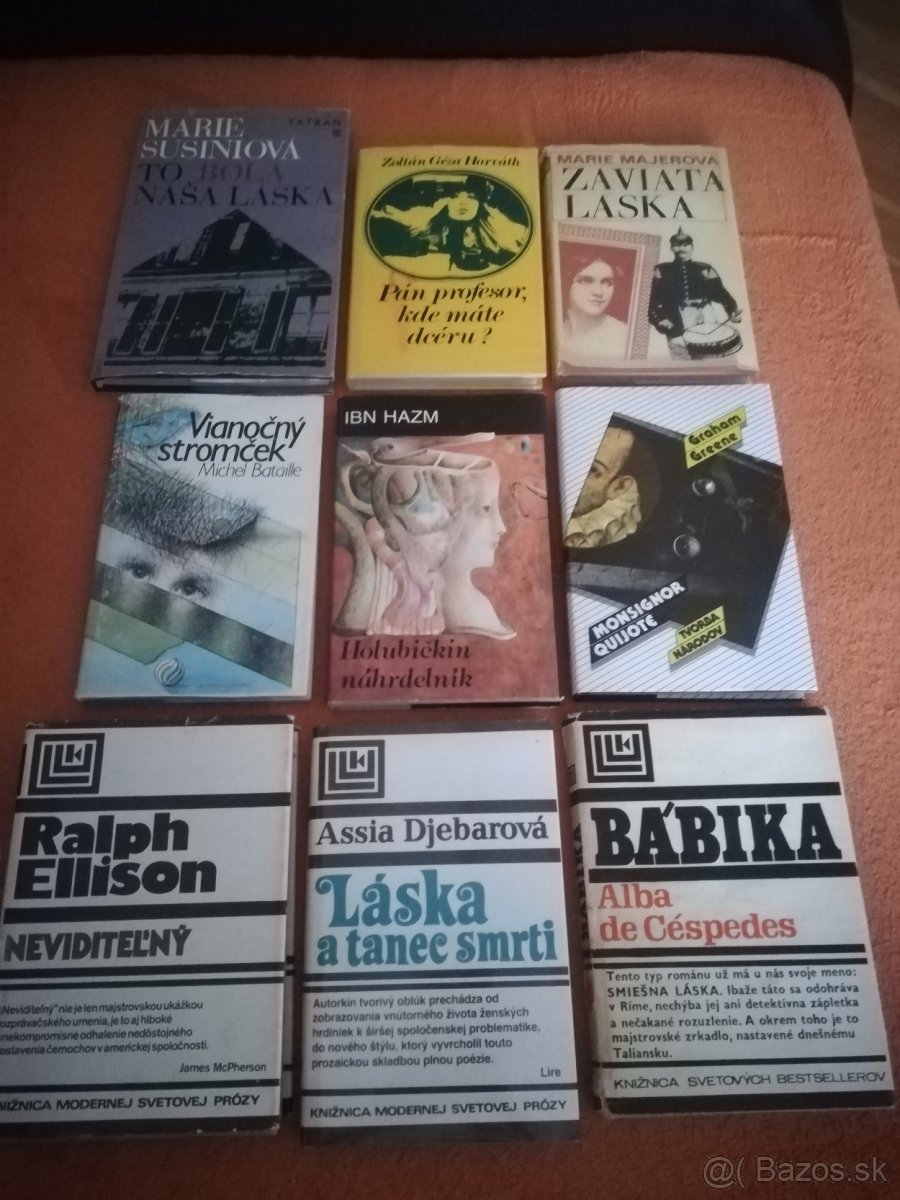 MARIE
SUSINIOVÁ
TATRAN
TO BOLA
NAŠA LÁSKA
Zoltán Géza Horváth
Pán profesor,
kde máte
dcéru?
MARIE MAJEROVÁ
ZAVIATA
LÁSKA
Vianočný
stromček
Michel Bataille
IBN HAZM
Holubičkin
náhrdelník
Graham
Greene
MONSIGNOR
QUIJOTE
TVORBA
NÁRODOV
Ralph
Ellison
NEVIDITEĽNÝ
„Neviditeľný" nie je len majstrovskou ukážkou
ozprávačského umenia, je to aj hlboké
nekompromisné odhalenie nedôstojného
ostavenia černochov v americkej spoločnosti.
James McPherson
NIŽNICA MODERNEJ SVETOVEJ PRÓZY
Assia Djebarová
Láska
a tanec smrti
Autorkin tvorivý oblúk prechádza od
zobrazovania vnútorného života ženských
hrdiniek k širšej spoločenskej problematike,
do nového štýlu, ktorý vyvrcholil touto
prozaickou skladbou plnou poézie.
Lire
KNIŽNICA MODERNEJ SVETOVEJ PRÓZY
BÁBIKA
BÁBIKA
Alba
de Céspedes
Tento typ románu už má u nás svoje meno:
SMIEŠNA LÁSKA. Ibaže táto sa odohráva
v Ríme, nechýba jej ani detektívna zápletka
a nečakané rozuzlenie. A okrem toho je to
majstrovské zrkadlo, nastavené dnešnému
Taliansku.
KNIŽNICA SVETOVÝCH BESTSELLEROV
@( Bazos.sk